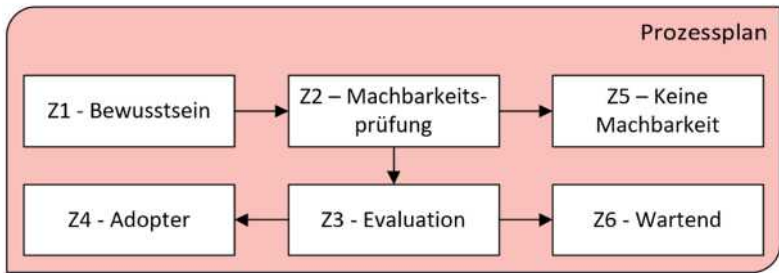 Prozessplan
Z1 - Bewusstsein
Z2 – Machbarkeits-
prüfung
Z5 – Keine
Machbarkeit
Z4 - Adopter
Z3 - Evaluation
Z6 - Wartend